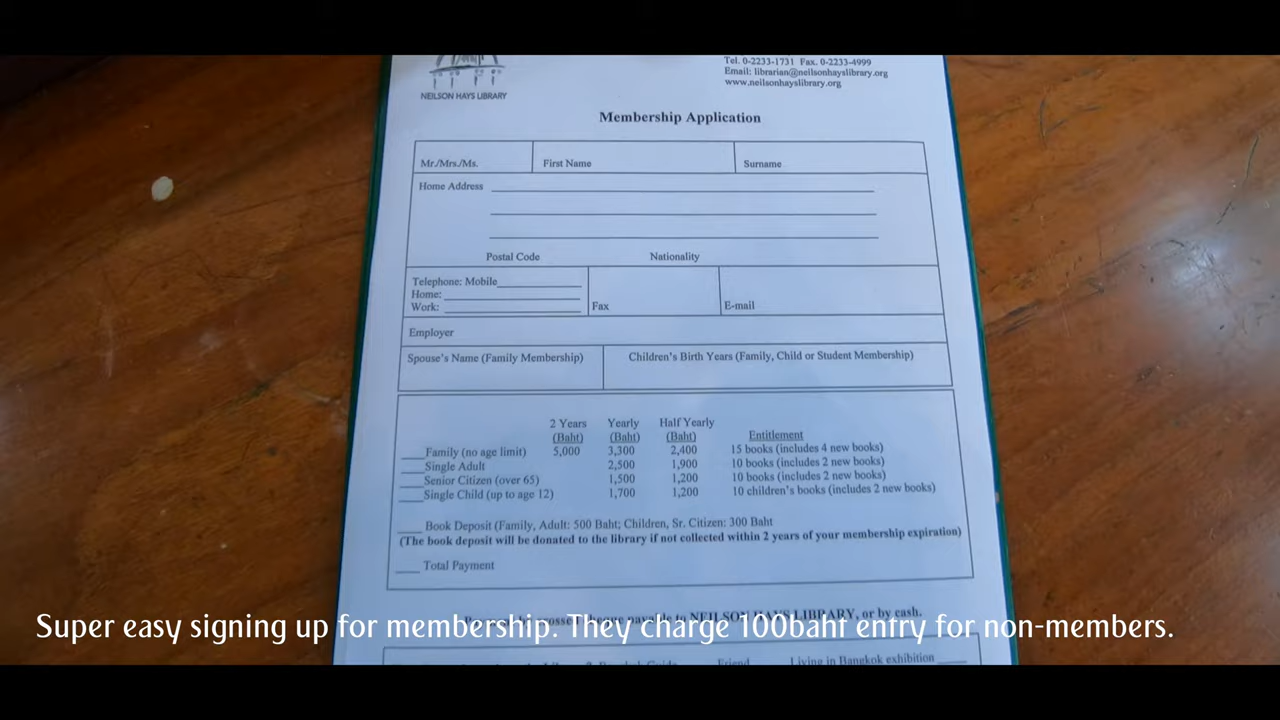 Tel. 0-2233-1731 Fax. 0-2233-4999
Email: librarian@neilsonhayslibrary.org
www.neilsonhayslibrary.org
NEILSON HAYS LIBRARY
Membership Application
Mr./Mrs./Ms. First Name Surname
Home Address
Postal Code Nationality
Telephone: Mobile
Home:
Work: Fax E-mail
Employer
Spouse's Name (Family Membership) Children's Birth Years (Family, Child or Student Membership)
2 Years Yearly Half Yearly
(Baht) (Baht) (Baht) Entitlement
Family (no age limit) 5,000 3,300 2,400 15 books (includes 4 new books)
Single Adult 2,500 1,900 10 books (includes 2 new books)
Senior Citizen (over 65) 1,500 1,200 10 books (includes 2 new books)
Single Child (up to age 12) 1,700 1,200 10 children's books (includes 2 new books)
Book Deposit (Family, Adult: 500 Baht; Children, Sr. Citizen: 300 Baht
(The book deposit will be donated to the library if not collected within 2 years of your membership expiration)
Total Payment
payable to NEILSON HAYS LIBRARY, or by cash.
Super easy signing up for membership. They charge 100baht entry for non-members.
Friend Living in Bangkok exhibition